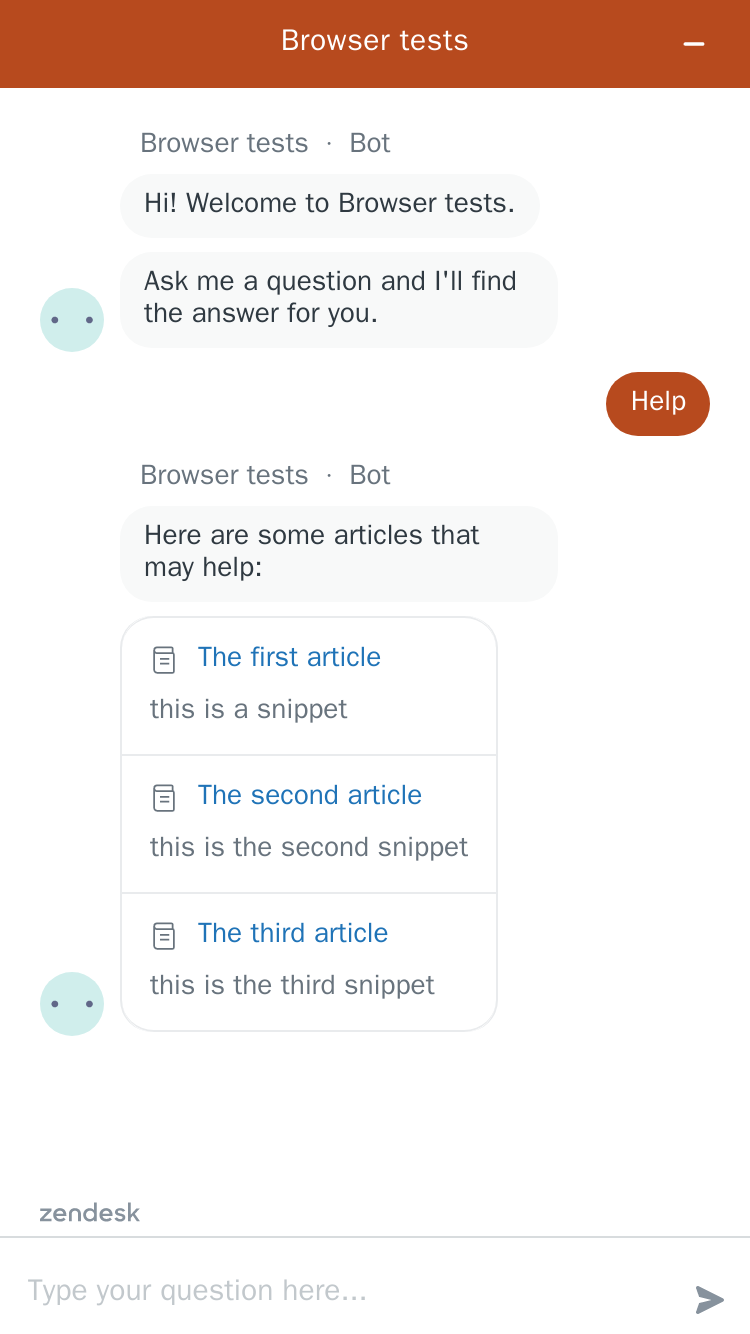 Browser tests
Browser tests · Bot
Hi! Welcome to Browser tests.
Ask me a question and I'll find
the answer for you.
Help
Browser tests · Bot
Here are some articles that
may help:
The first article
this is a snippet
The second article
this is the second snippet
The third article
this is the third snippet
zendesk
Type your question here...